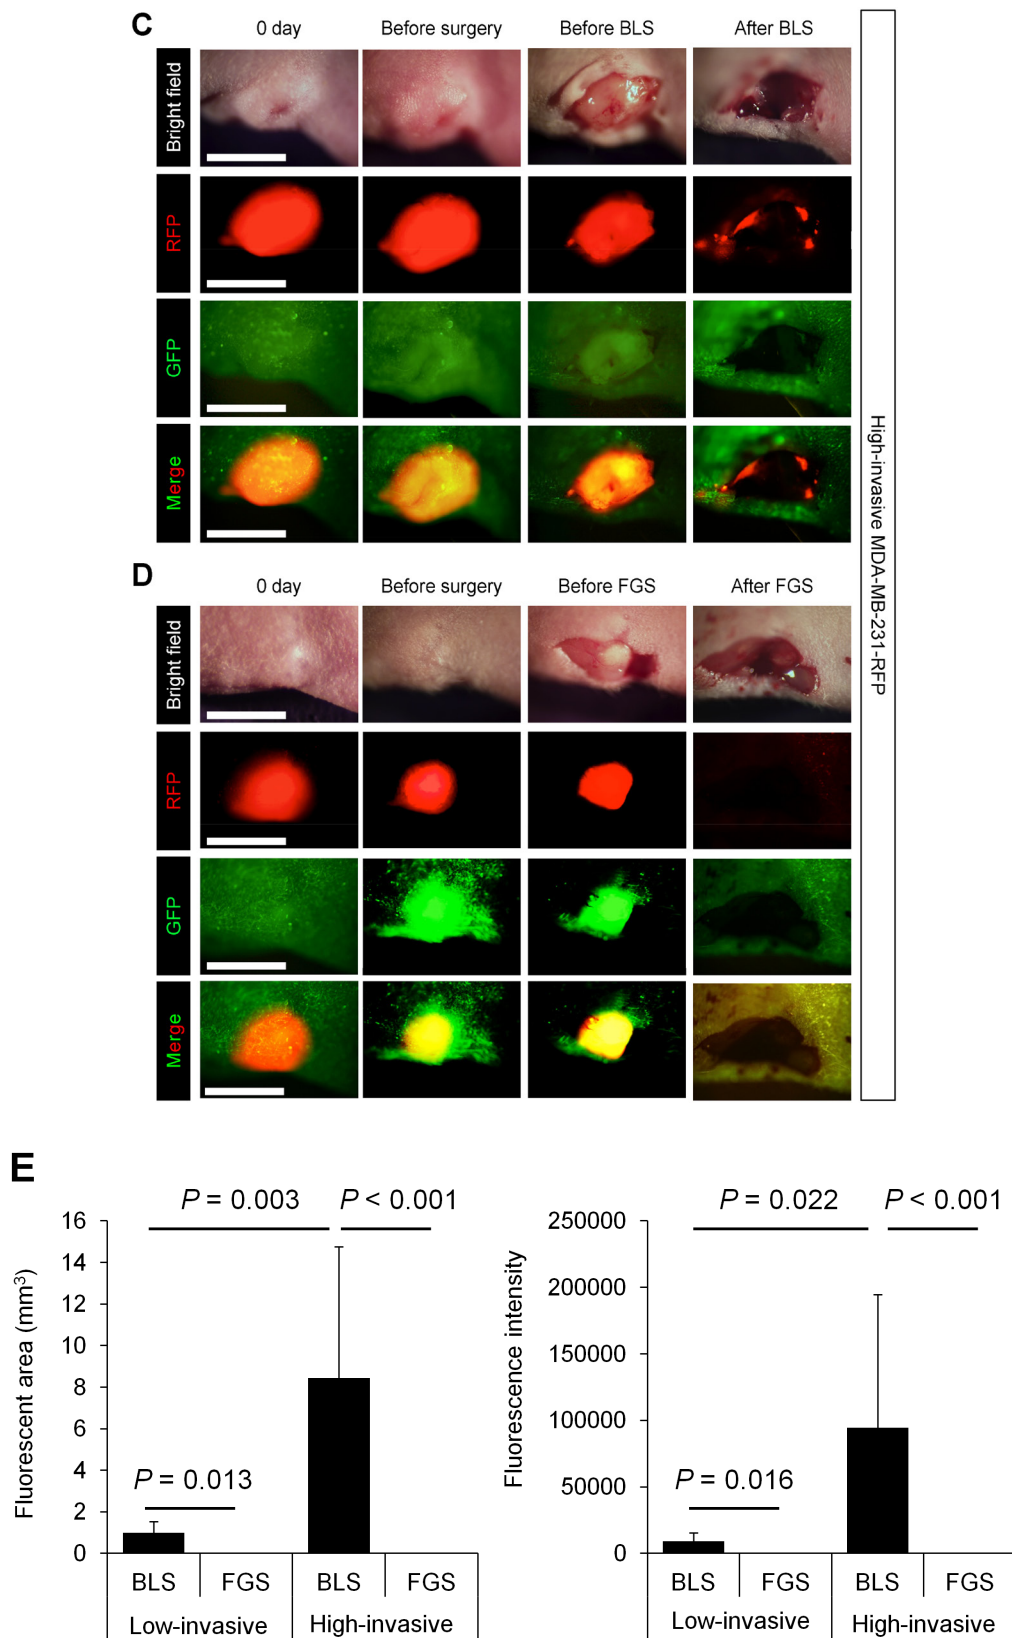 C
0 day
Before surgery
Before BLS
After BLS
Bright field
RFP
GFP
Merge
D
0 day
Before surgery
Before FGS
After FGS
Bright field
RFP
GFP
Merge
High-invasive MDA-MB-231-RFP
E
P = 0.003
P < 0.001
Fluorescent area (mm³)
16
14
12
10
8
6
4
2
0
P = 0.013
BLS
FGS
BLS
FGS
Low-invasive
High-invasive
P = 0.022
P < 0.001
Fluorescence intensity
250000
200000
150000
100000
50000
0
P = 0.016
BLS
FGS
BLS
FGS
Low-invasive
High-invasive